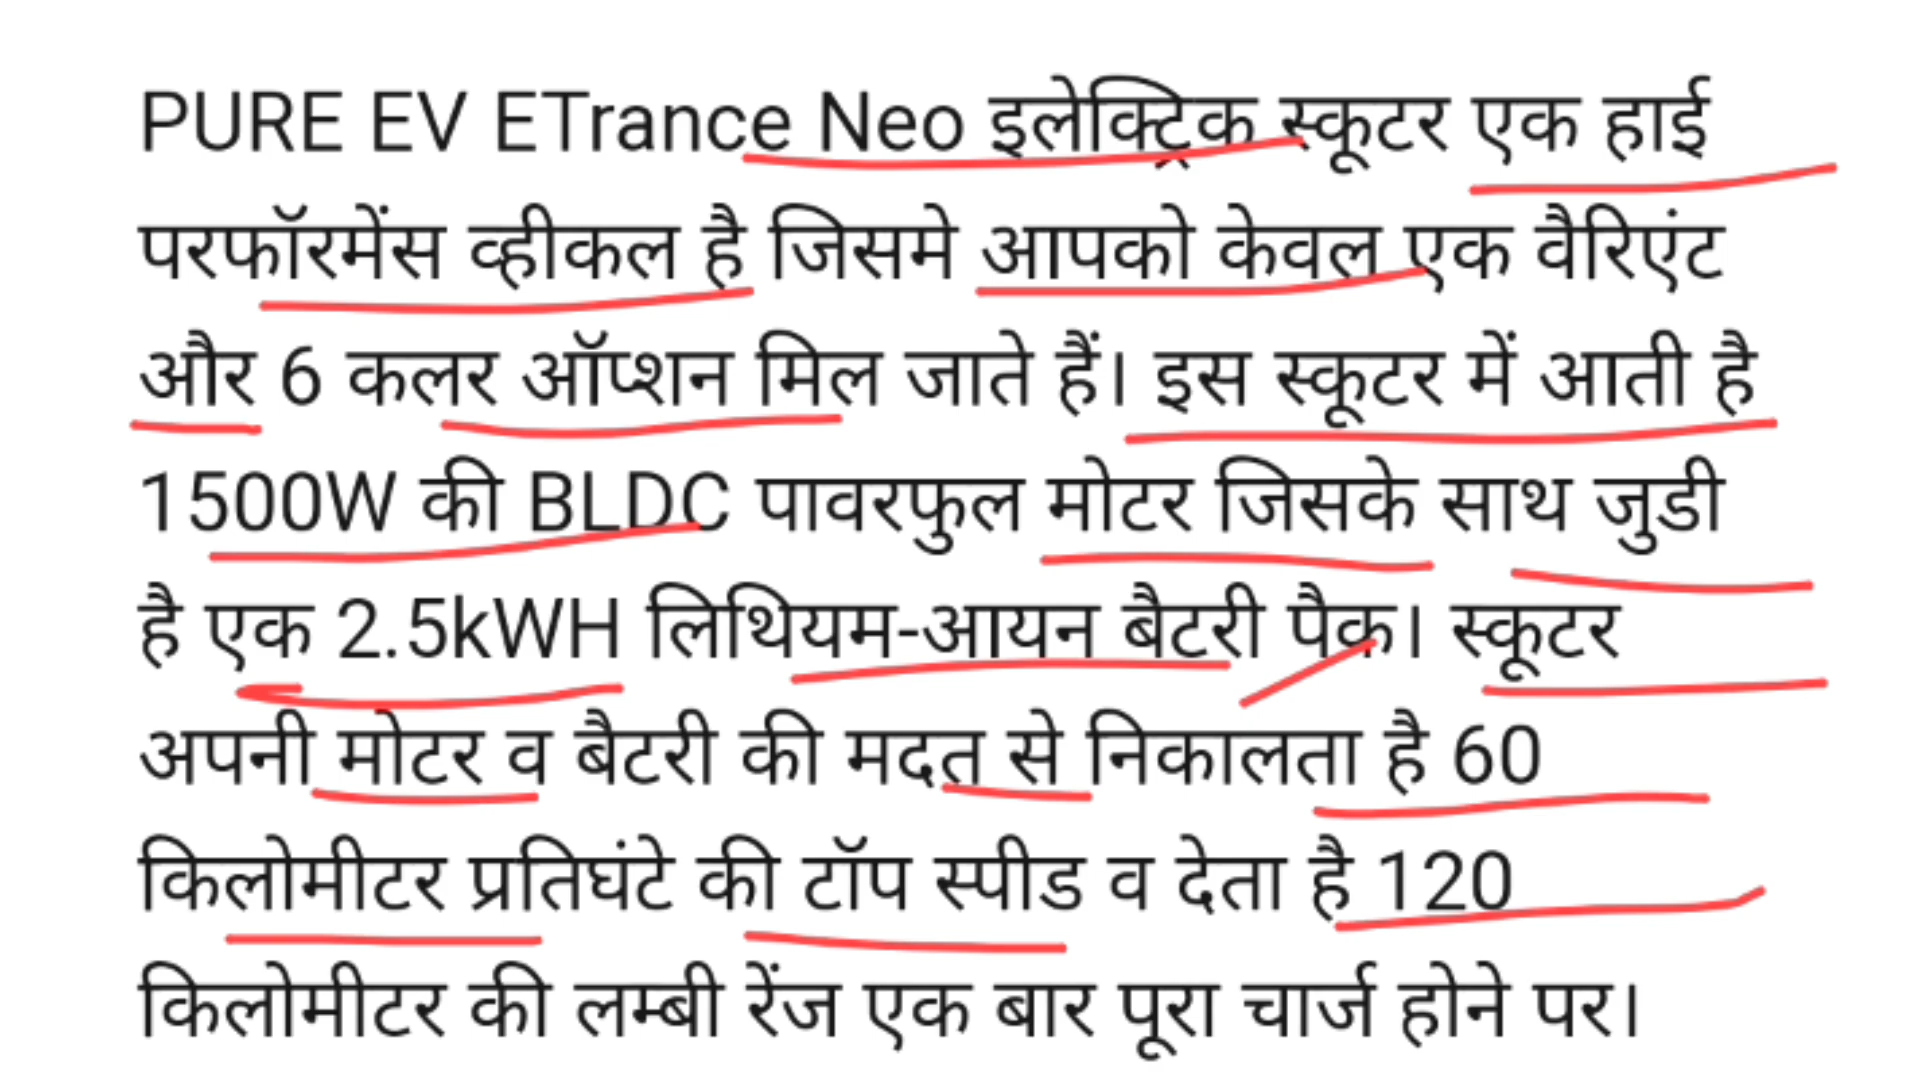 PURE EV ETrance Neo इलेक्ट्रिक स्कूटर एक हाई
परफॉरमेंस व्हीकल है जिसमे आपको केवल एक वैरिएंट
और 6 कलर ऑप्शन मिल जाते हैं। इस स्कूटर में आती है
1500W की BLDC पावरफुल मोटर जिसके साथ जुडी
है एक 2.5kWH लिथियम-आयन बैटरी पैक। स्कूटर
अपनी मोटर व बैटरी की मदत से निकालता है 60
किलोमीटर प्रतिघंटे की टॉप स्पीड व देता है 120
किलोमीटर की लम्बी रेंज एक बार पूरा चार्ज होने पर।